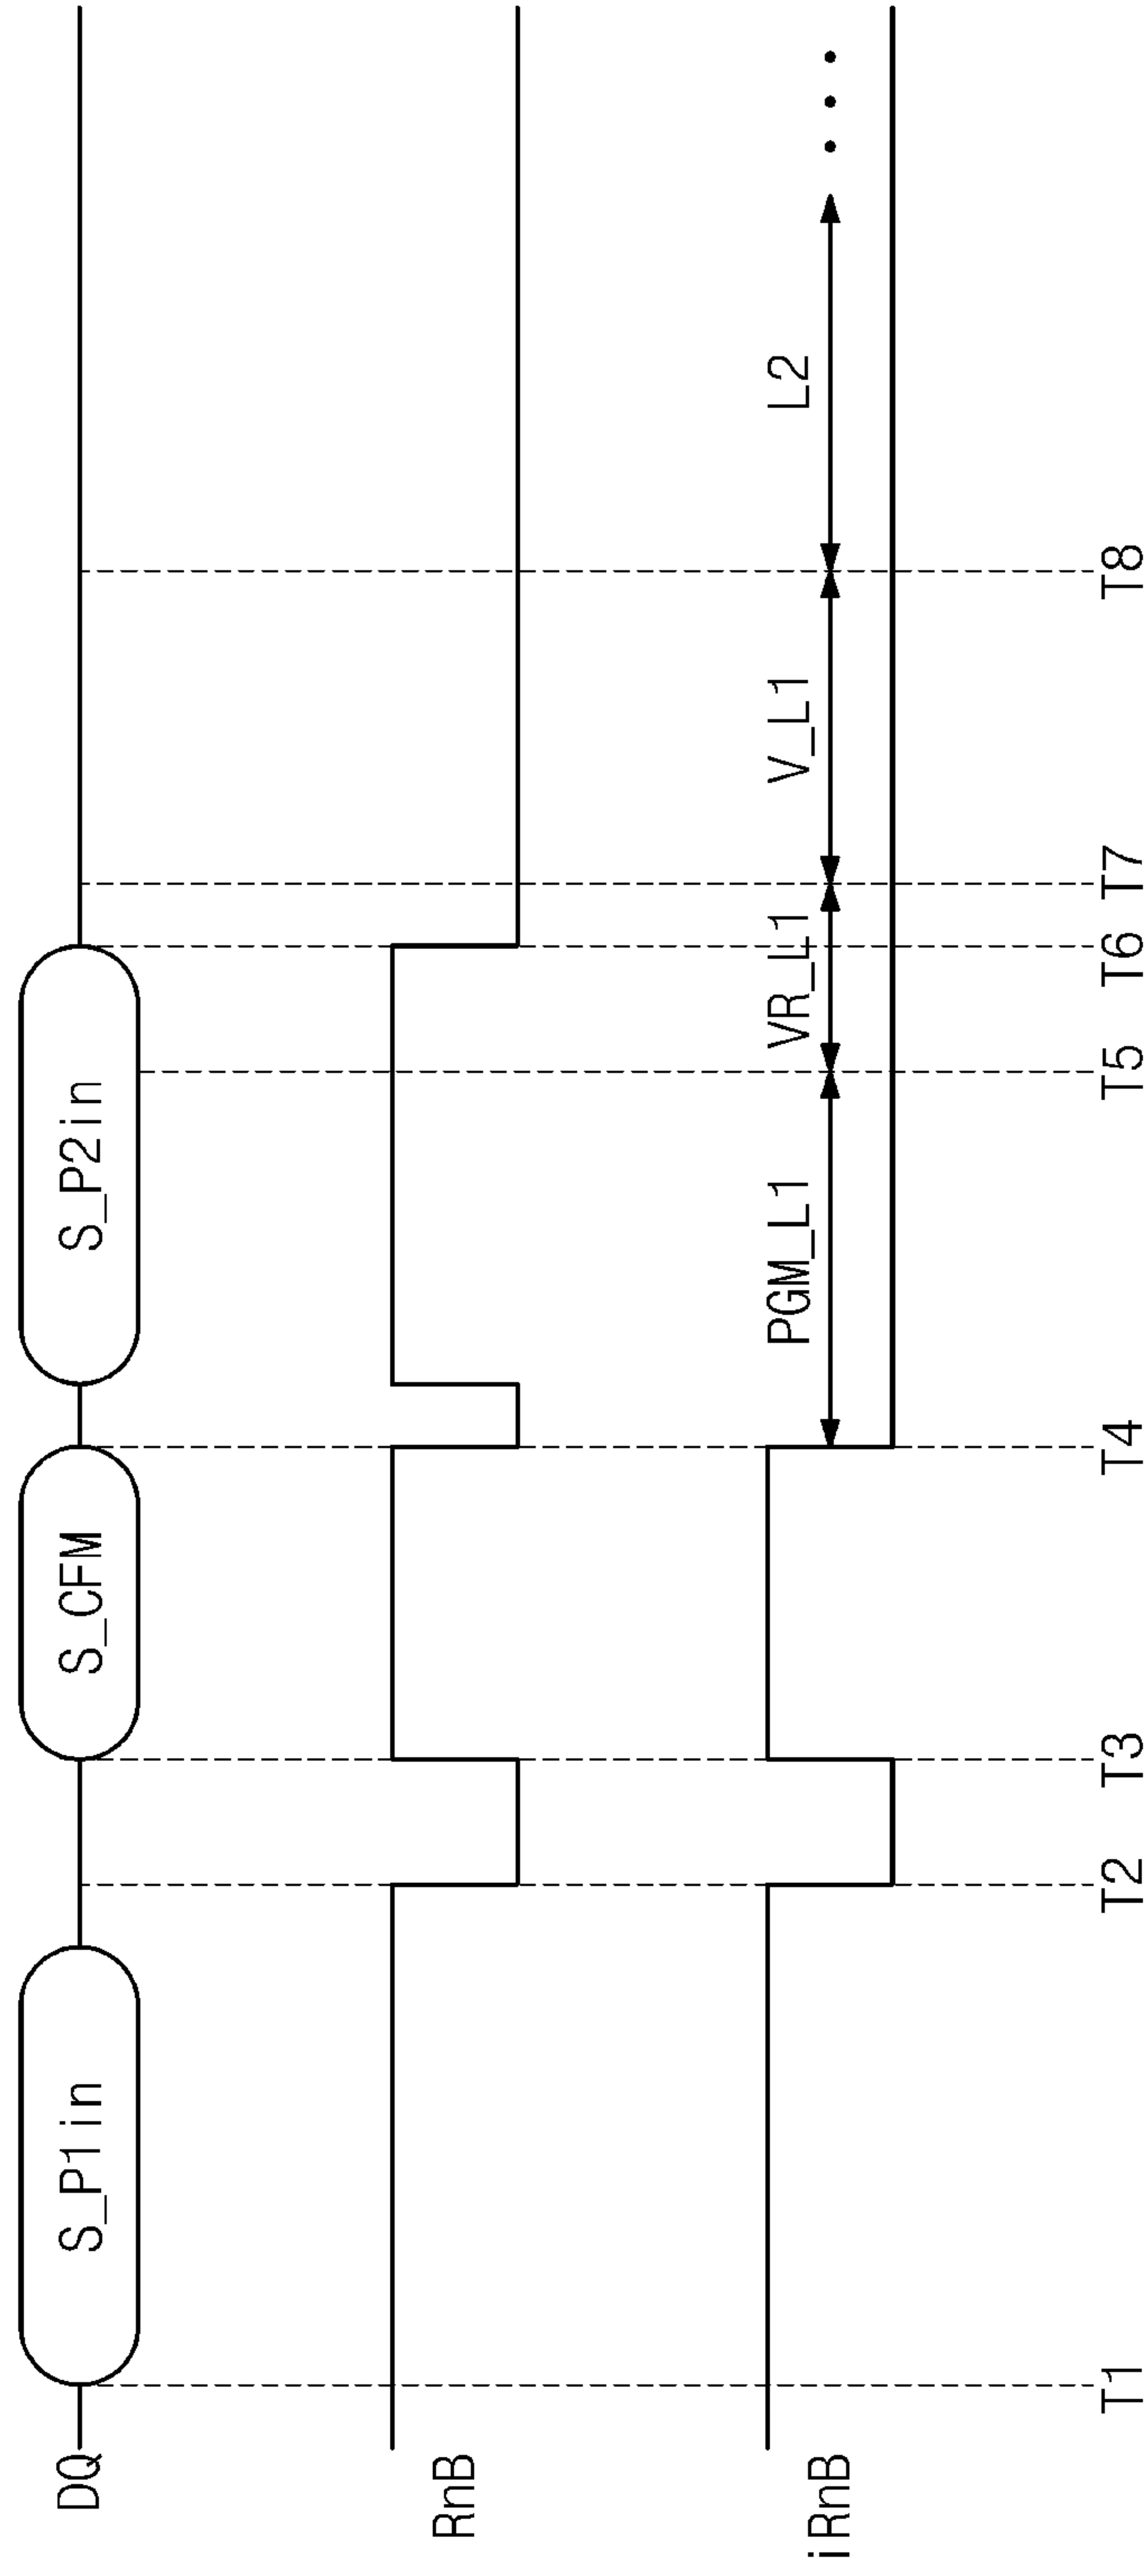 DQ
S_P1in
S_CFM
S_P2in
RnB
iRnB
PGM_L1
VR_L1
V_L1
L2
T1
T2
T3
T4
T5
T6
T7
T8